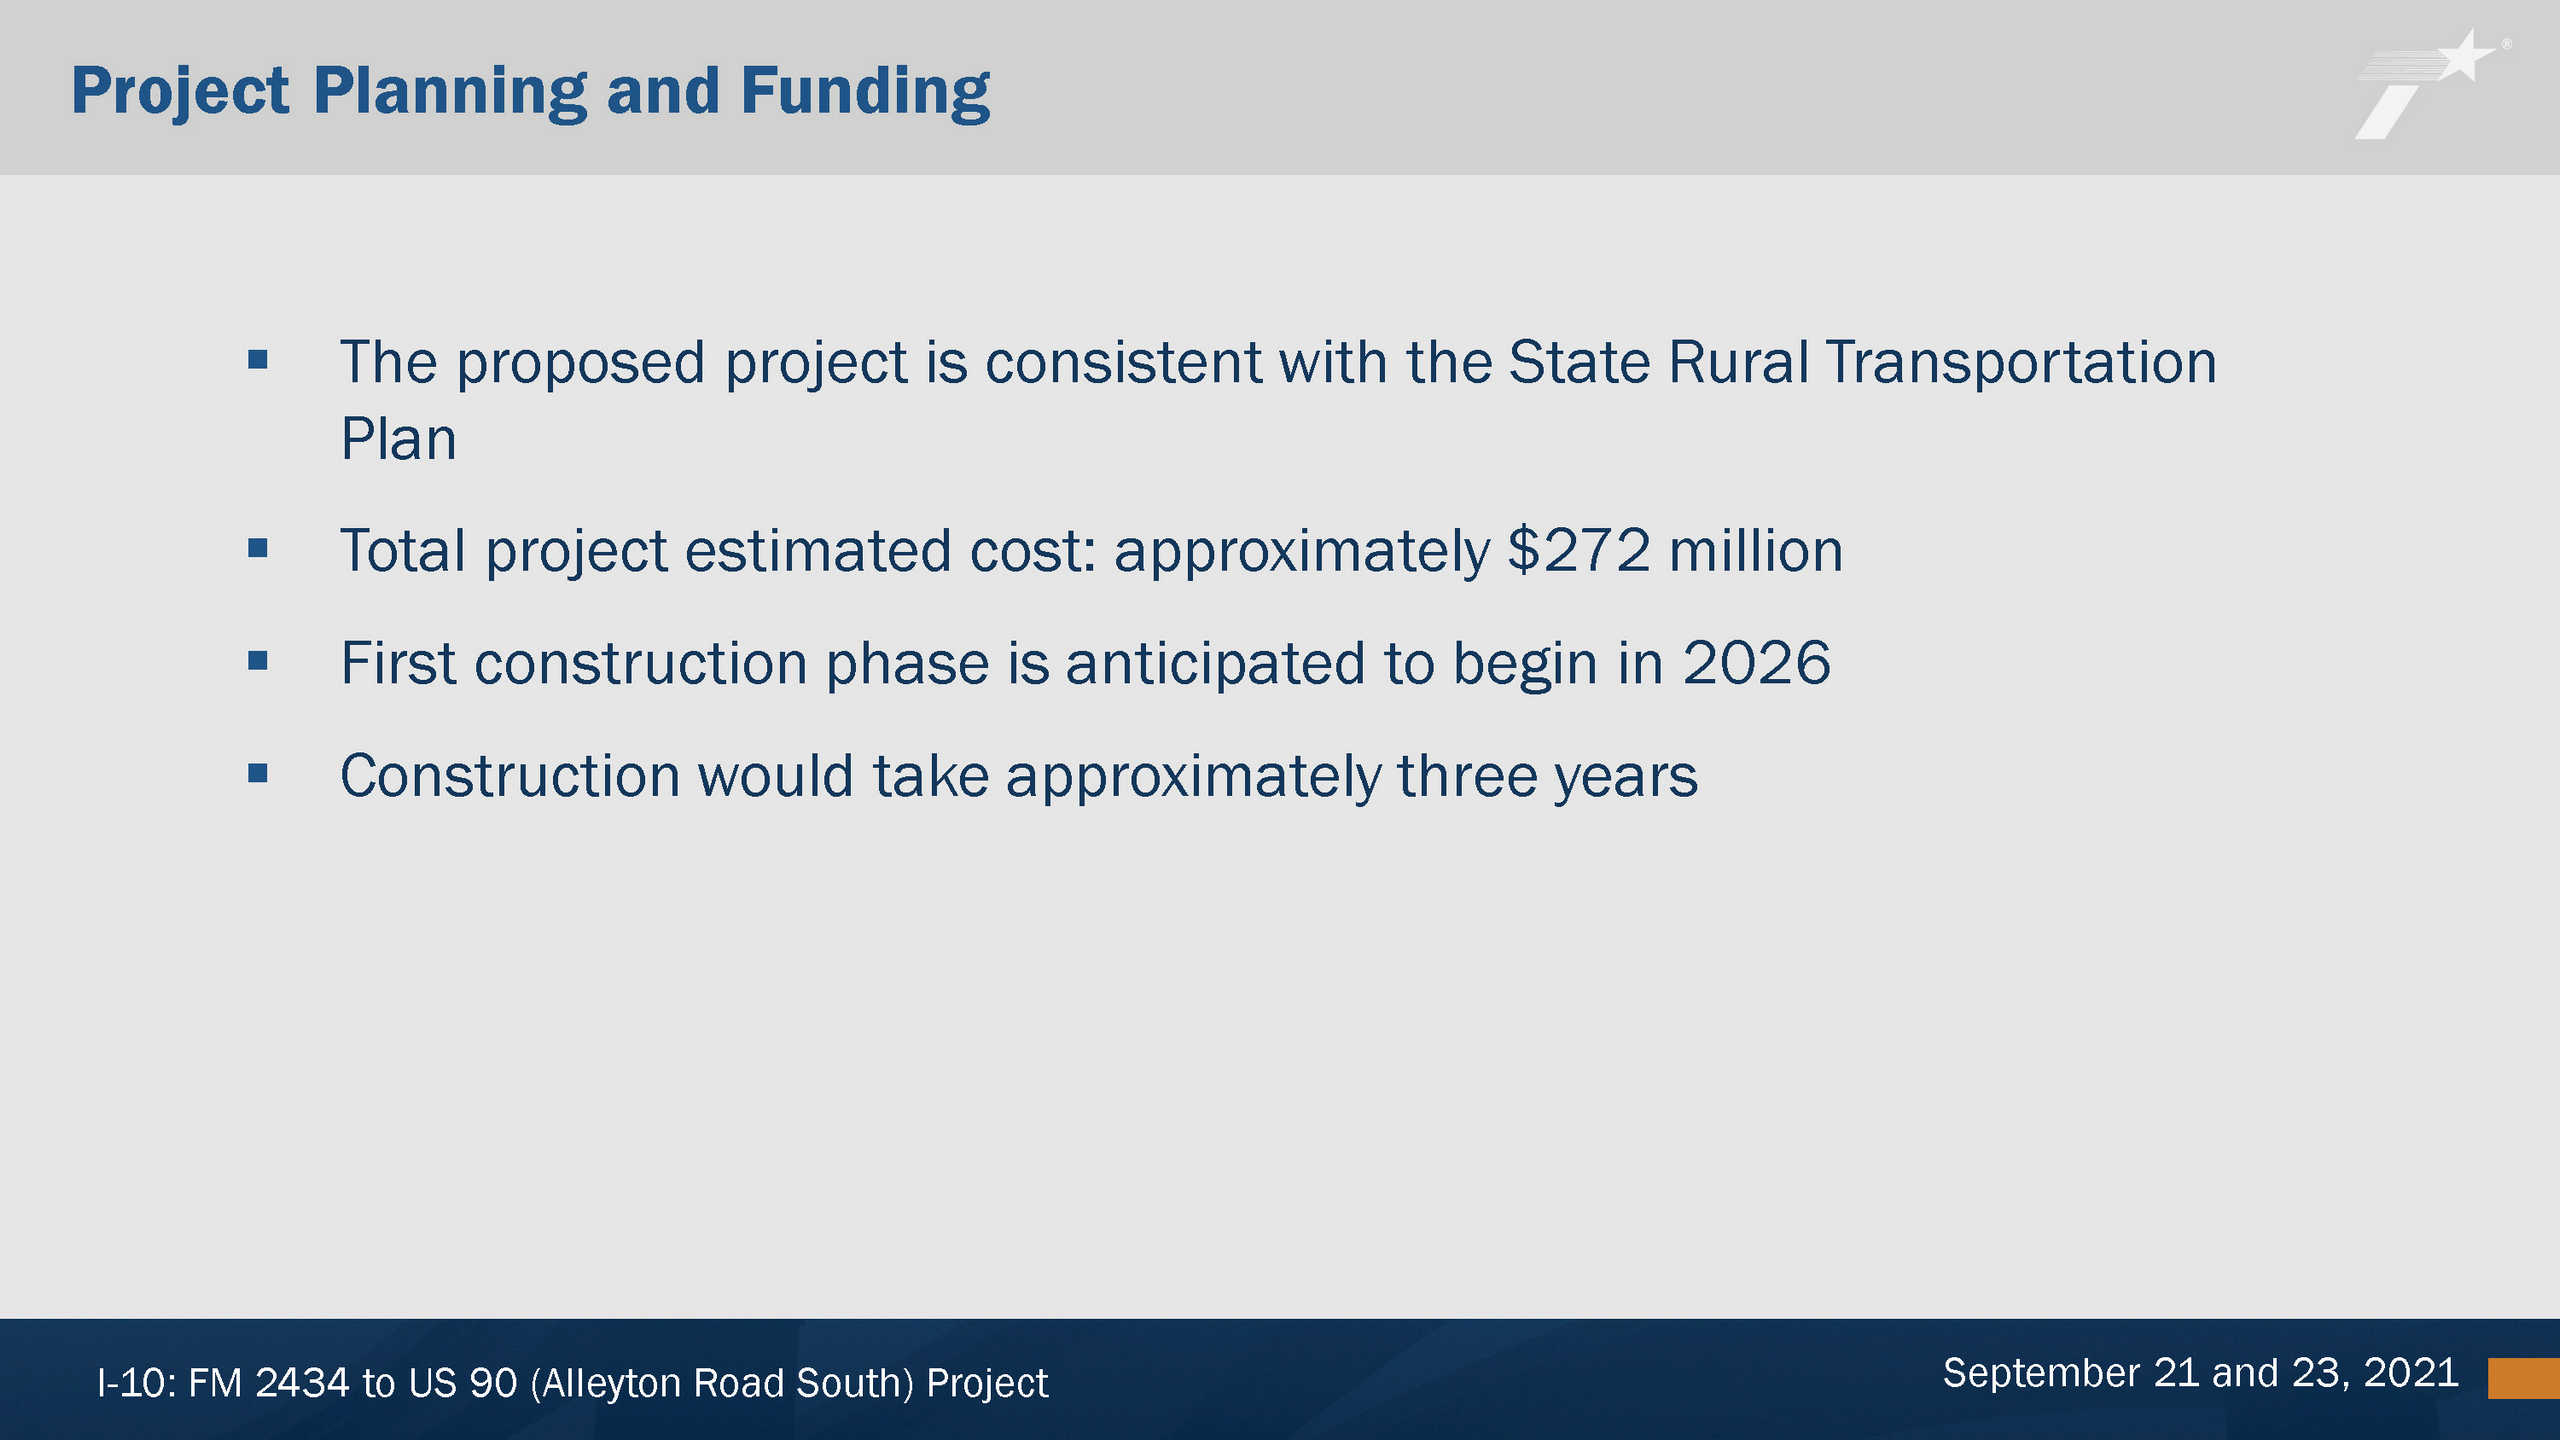 Project Planning and Funding
®
▪ The proposed project is consistent with the State Rural Transportation
Plan
▪ Total project estimated cost: approximately $272 million
▪ First construction phase is anticipated to begin in 2026
▪ Construction would take approximately three years
I-10: FM 2434 to US 90 (Alleyton Road South) Project
September 21 and 23, 2021